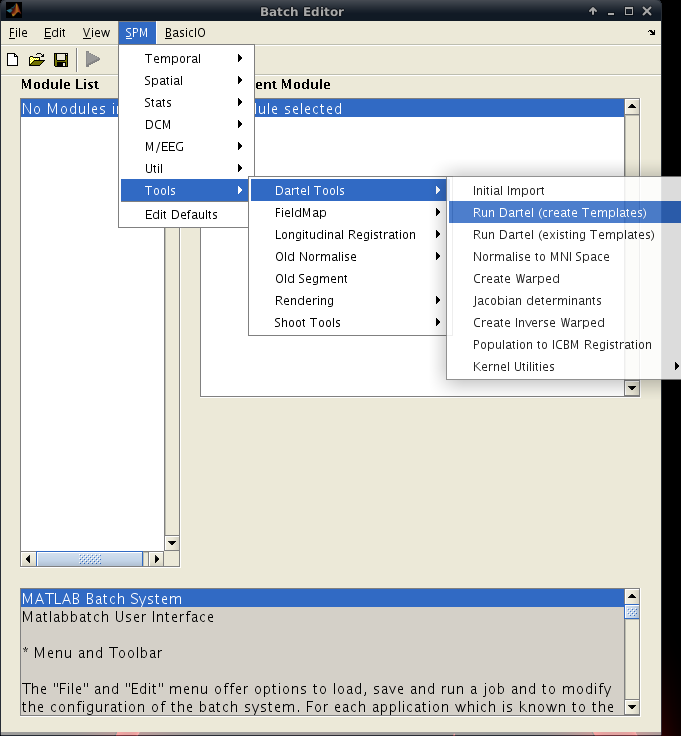 Batch Editor
File Edit View SPM BasicIO
Module List
ent Module
No Modules in
ule selected
Temporal
Spatial
Stats
DCM
M/EEG
Util
Tools
Edit Defaults
Dartel Tools
FieldMap
Longitudinal Registration
Old Normalise
Old Segment
Rendering
Shoot Tools
Initial Import
Run Dartel (create Templates)
Run Dartel (existing Templates)
Normalise to MNI Space
Create Warped
Jacobian determinants
Create Inverse Warped
Population to ICBM Registration
Kernel Utilities
MATLAB Batch System
Matlabbatch User Interface
* Menu and Toolbar
The "File" and "Edit" menu offer options to load, save and run a job and to modify
the configuration of the batch system. For each application which is known to the